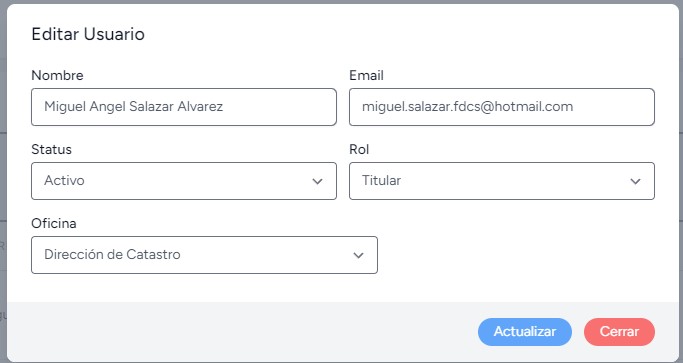 Editar Usuario
Nombre
Email
Miguel Angel Salazar Alvarez
miguel.salazar.fdcs@hotmail.com
Status
Rol
Activo
Titular
Oficina
Dirección de Catastro
Actualizar
Cerrar